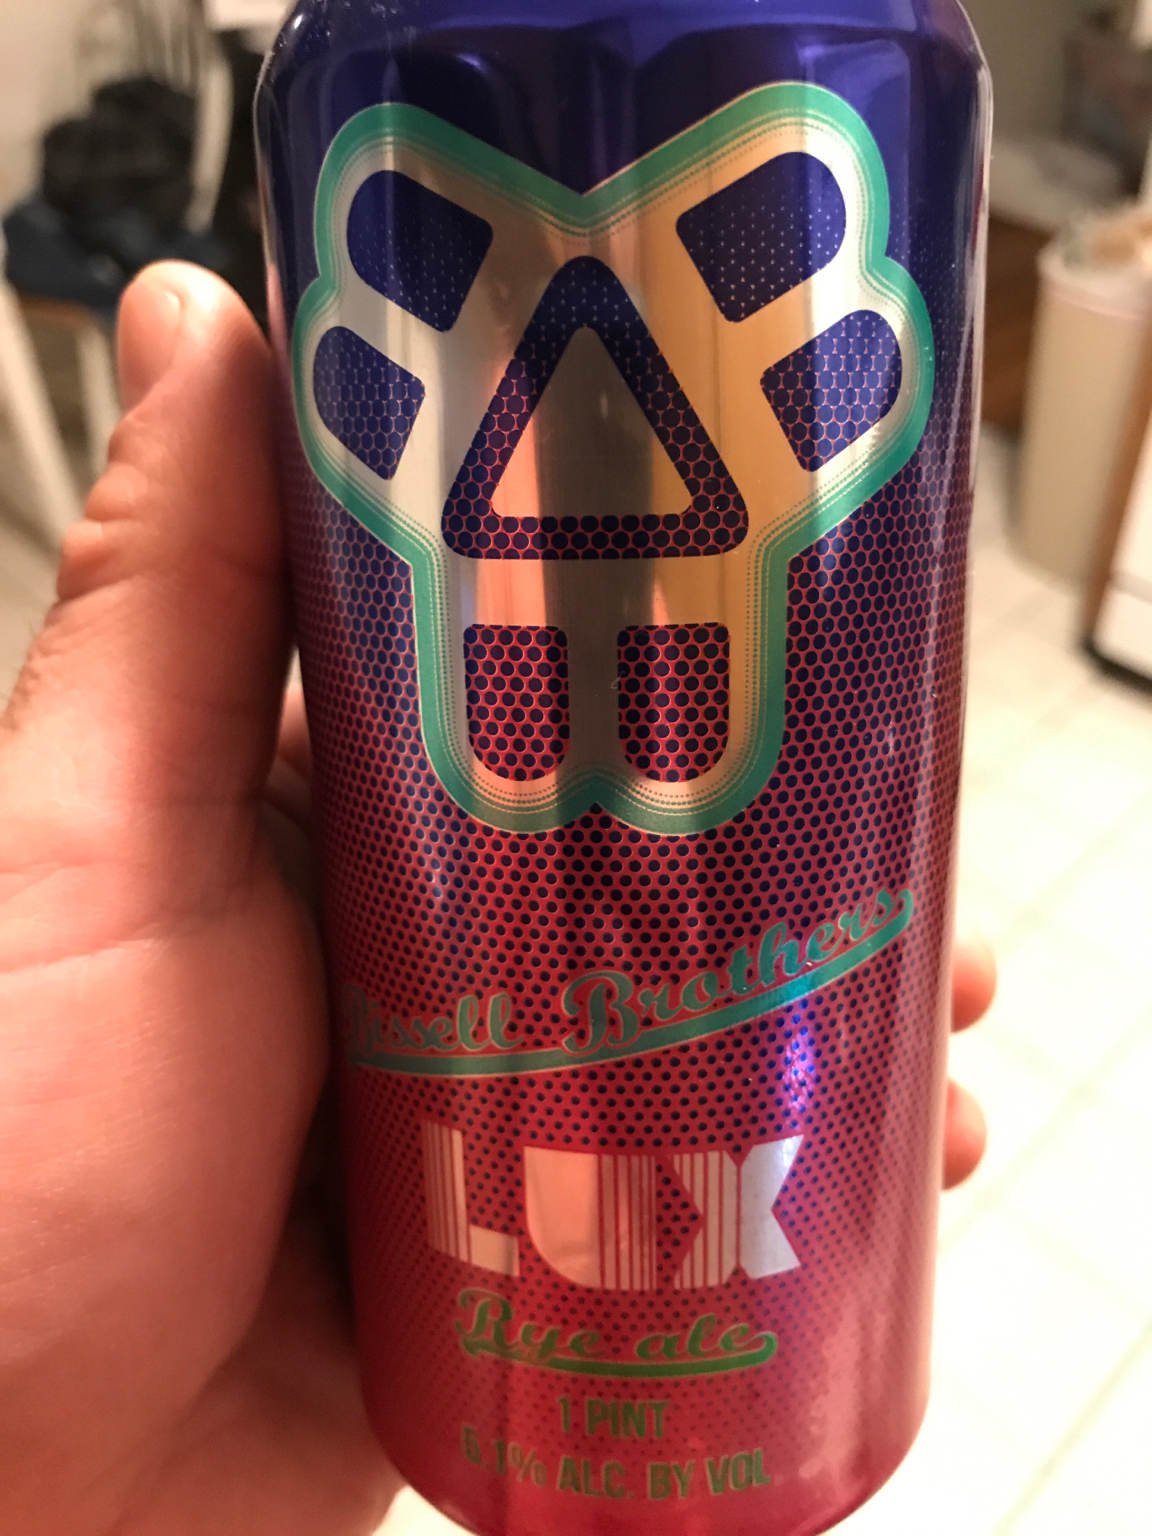 Bissell Brothers
LUX
Rye ale
1 PINT
5.1% ALC. BY VOL